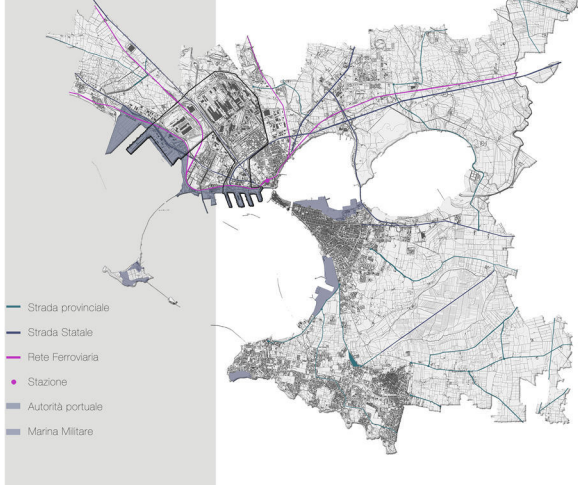 Strada provinciale
Strada Statale
Rete Ferroviaria
Stazione
Autorità portuale
Marina Militare